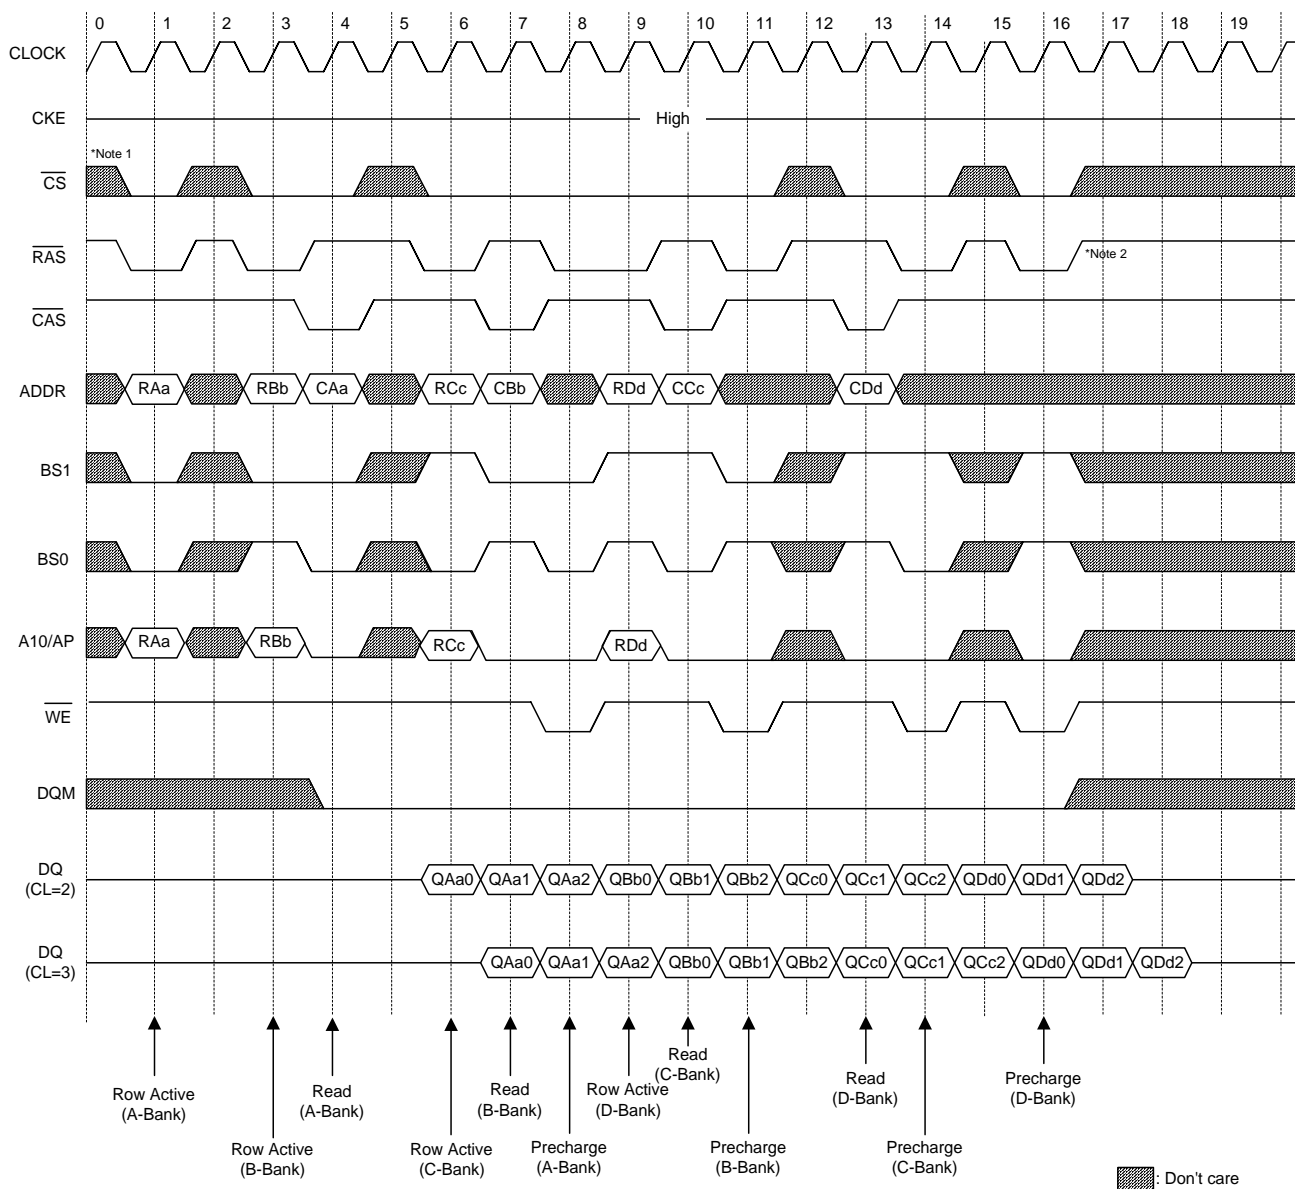 0 1 2 3 4 5 6 7 8 9 10 11 12 13 14 15 16 17 18 19
CLOCK
CKE High
*Note 1
CS
RAS *Note 2
CAS
ADDR RAa RBb CAa RCc CBb RDd CCc CDd
BS1
BS0
A10/AP RAa RBb RCc RDd
WE
DQM
DQ
(CL=2) QAa0 QAa1 QAa2 QBb0 QBb1 QBb2 QCc0 QCc1 QCc2 QDd0 QDd1 QDd2
DQ
(CL=3) QAa0 QAa1 QAa2 QBb0 QBb1 QBb2 QCc0 QCc1 QCc2 QDd0 QDd1 QDd2
Row Active
(A-Bank)
Row Active
(B-Bank)
Read
(A-Bank)
Row Active
(C-Bank)
Read
(B-Bank)
Precharge
(A-Bank)
Row Active
(D-Bank)
Read
(C-Bank)
Precharge
(B-Bank)
Read
(D-Bank)
Precharge
(C-Bank)
Precharge
(D-Bank)
: Don't care